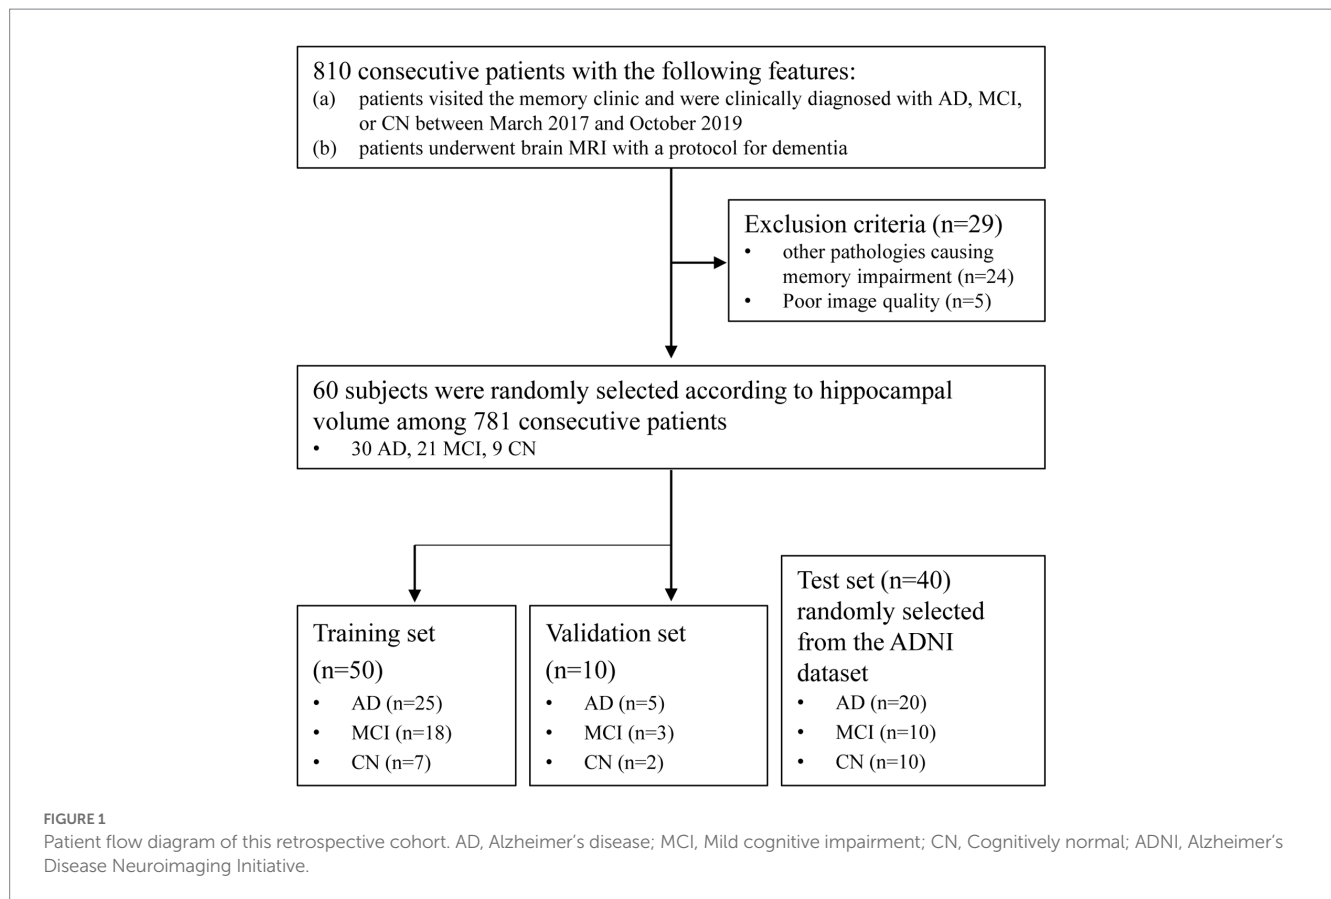 810 consecutive patients with the following features:
(a) patients visited the memory clinic and were clinically diagnosed with AD, MCI,
or CN between March 2017 and October 2019
(b) patients underwent brain MRI with a protocol for dementia
Exclusion criteria (n=29)
• other pathologies causing
memory impairment (n=24)
• Poor image quality (n=5)
60 subjects were randomly selected according to hippocampal
volume among 781 consecutive patients
• 30 AD, 21 MCI, 9 CN
Training set
(n=50)
• AD (n=25)
• MCI (n=18)
• CN (n=7)
Validation set
(n=10)
• AD (n=5)
• MCI (n=3)
• CN (n=2)
Test set (n=40)
randomly selected
from the ADNI
dataset
• AD (n=20)
• MCI (n=10)
• CN (n=10)
FIGURE 1
Patient flow diagram of this retrospective cohort. AD, Alzheimer's disease; MCI, Mild cognitive impairment; CN, Cognitively normal; ADNI, Alzheimer's
Disease Neuroimaging Initiative.